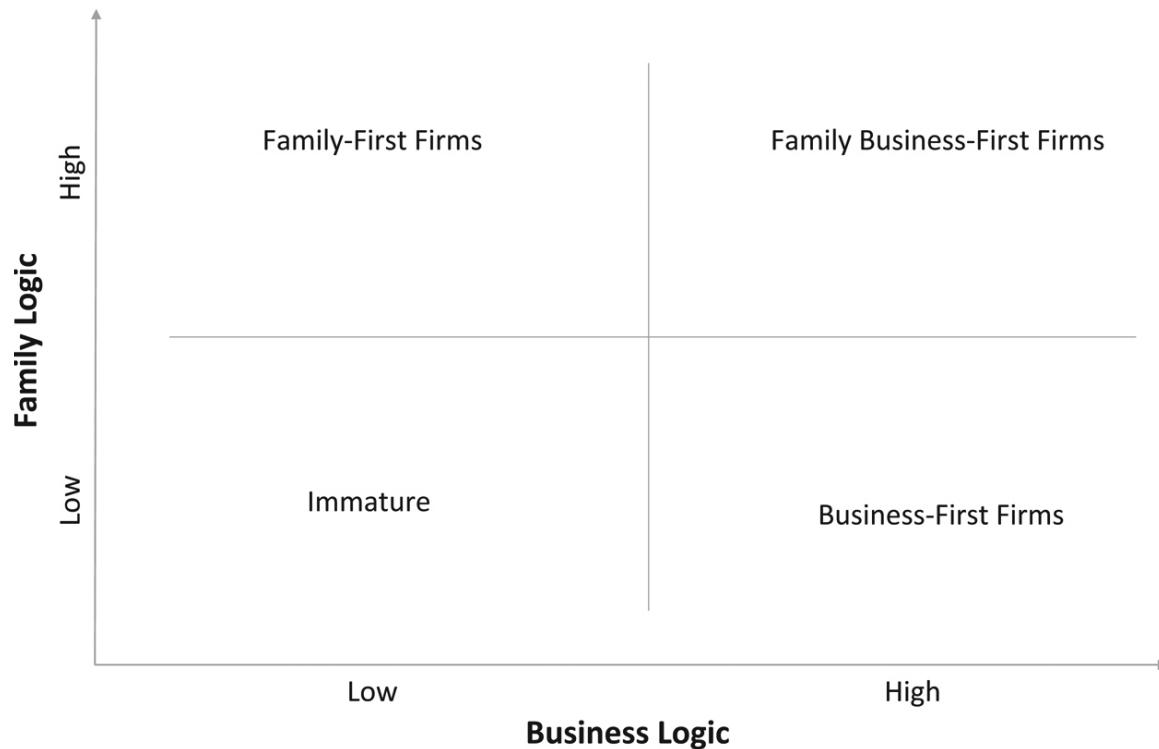 Family-First Firms
Family Business-First Firms
High
Family Logic
Low
Immature
Business-First Firms
Low
High
Business Logic